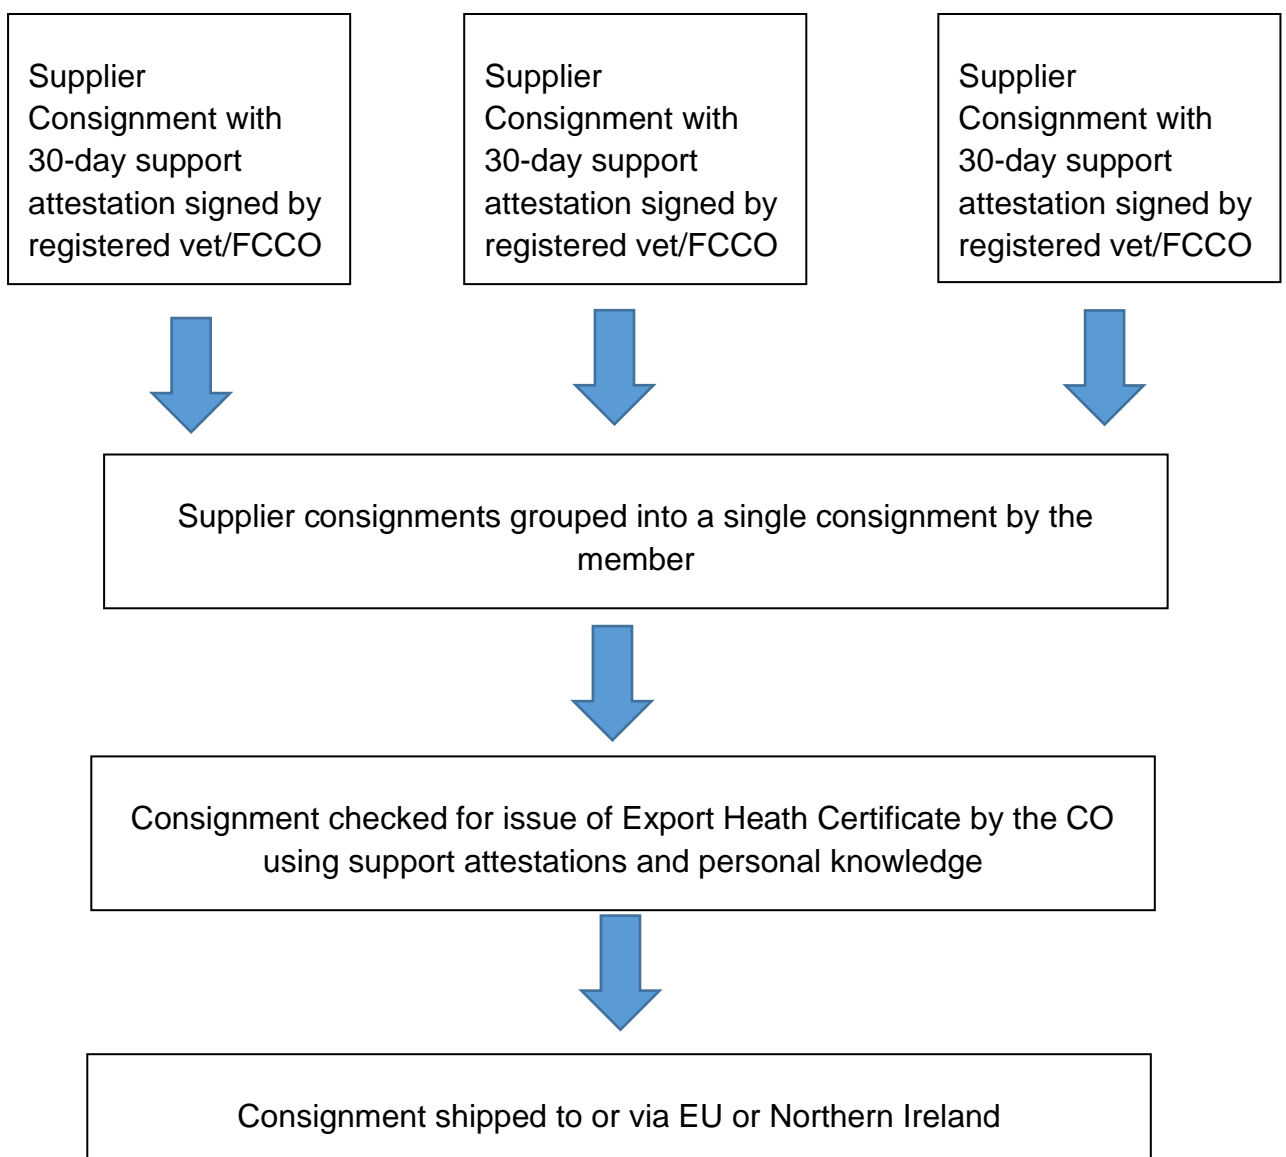 Supplier
Consignment with
30-day support
attestation signed by
registered vet/FCCO
Supplier
Consignment with
30-day support
attestation signed by
registered vet/FCCO
Supplier
Consignment with
30-day support
attestation signed by
registered vet/FCCO
Supplier consignments grouped into a single consignment by the
member
Consignment checked for issue of Export Heath Certificate by the CO
using support attestations and personal knowledge
Consignment shipped to or via EU or Northern Ireland